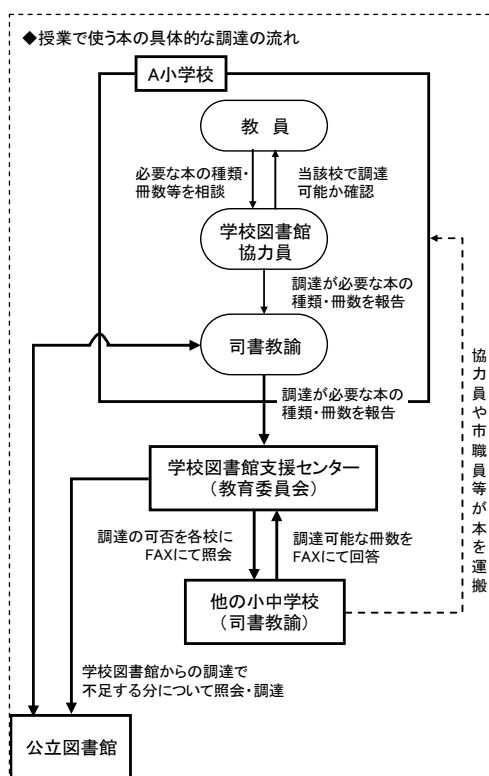 ◆授業で使う本の具体的な調達の流れ
A小学校
教 員
必要な本の種類・
冊数等を相談
当該校で調達
可能か確認
学校図書館
協力員
調達が必要な本の
種類・冊数を報告
司書教諭
調達が必要な本の
種類・冊数を報告
協力員や市職員等が本を運搬
学校図書館支援センター
（教育委員会）
調達の可否を各校に
FAXにて照会
調達可能な冊数を
FAXにて回答
他の小中学校
（司書教諭）
学校図書館からの調達で
不足する分について照会・調達
公立図書館